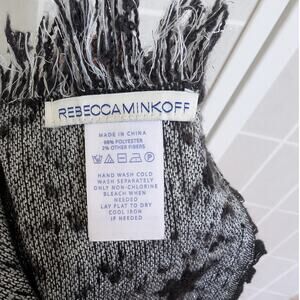 REBECCAMINKOFF
MADE IN CHINA
98% POLYESTER
2% OTHER FIBERS
HAND WASH COLD
WASH SEPARATELY
ONLY NON-CHLORINE
BLEACH WHEN
NEEDED
LAY FLAT TO DRY
COOL IRON
IF NEEDED